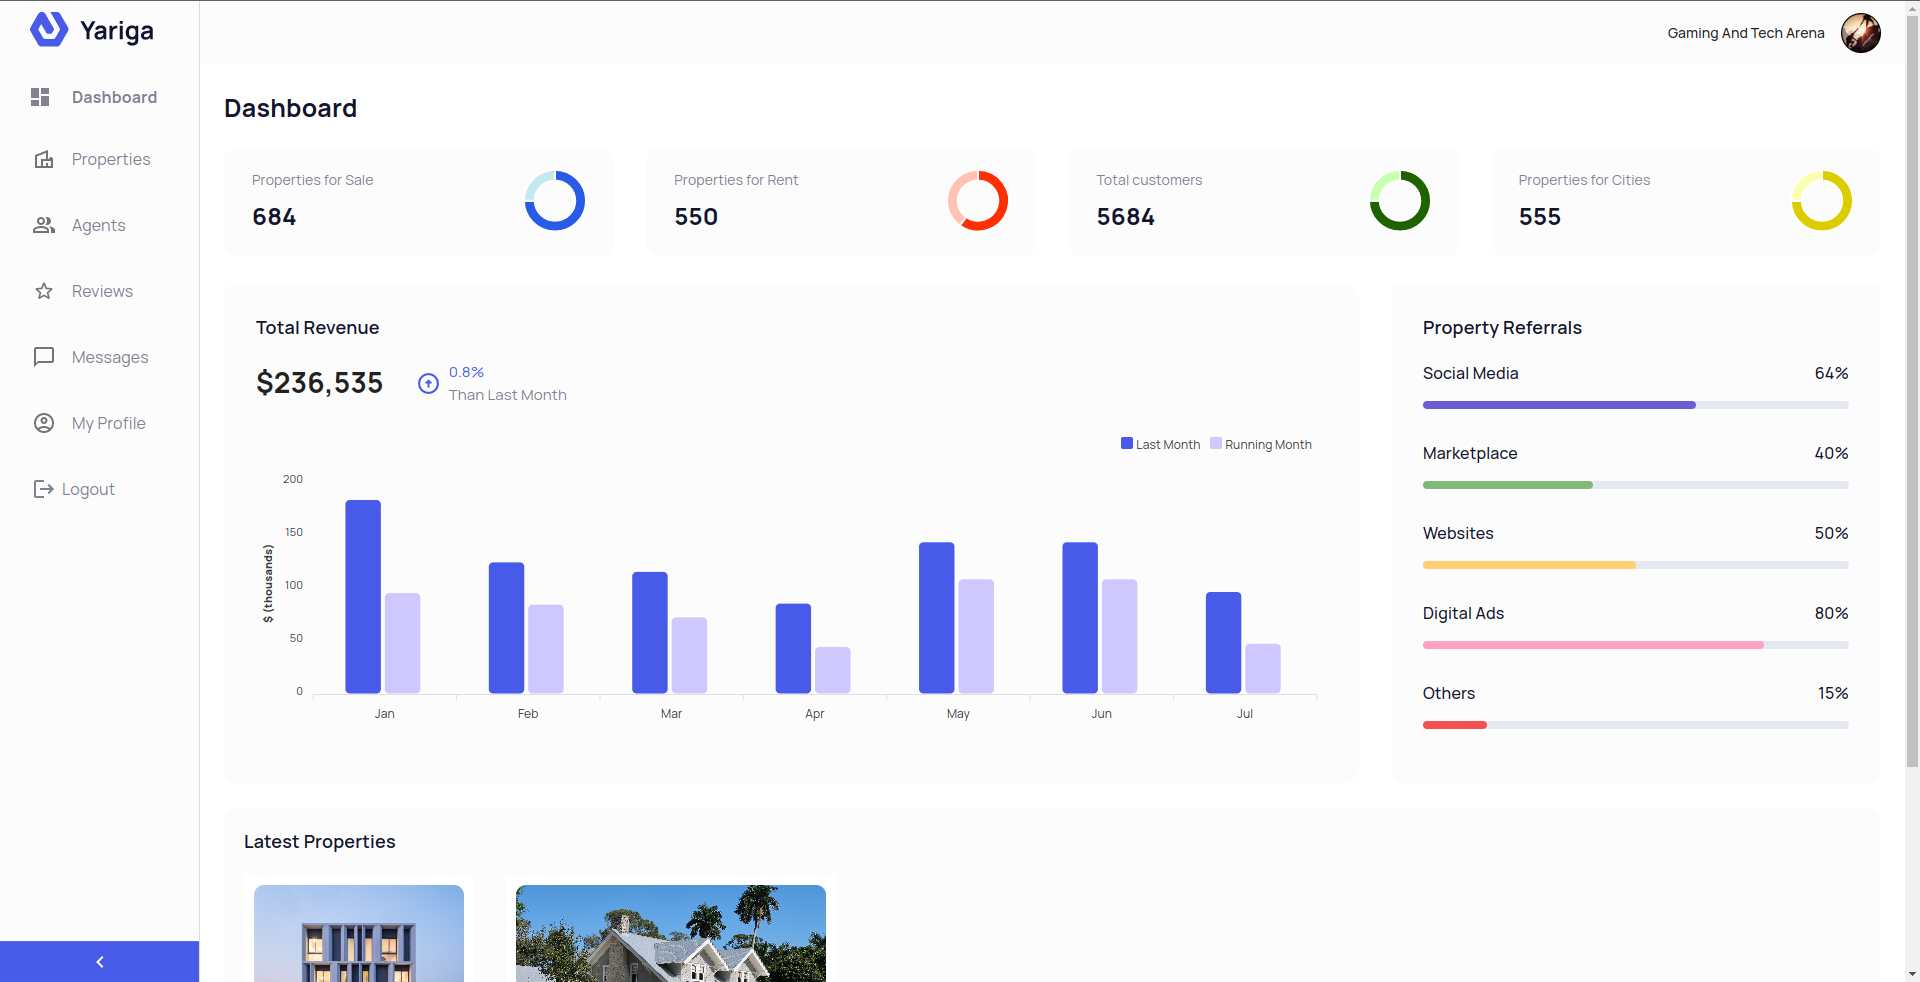 Yariga
Gaming And Tech Arena
Dashboard
Properties
Agents
Reviews
Messages
My Profile
Logout
Dashboard
Properties for Sale
684
Properties for Rent
550
Total customers
5684
Properties for Cities
555
Total Revenue
$236,535
0.8%
Than Last Month
Last Month Running Month
$ (thousands)
200
150
100
50
0
Jan Feb Mar Apr May Jun Jul
Property Referrals
Social Media 64%
Marketplace 40%
Websites 50%
Digital Ads 80%
Others 15%
Latest Properties